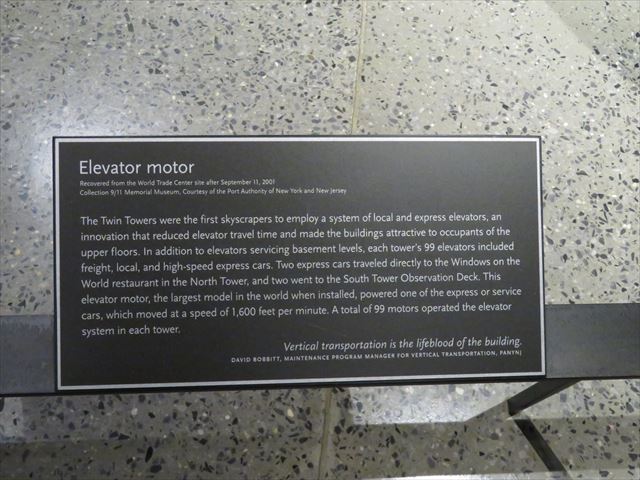 Elevator motor
Recovered from the World Trade Center site after September 11, 2001
Collection 9/11 Memorial Museum, Courtesy of the Port Authority of New York and New Jersey
The Twin Towers were the first skyscrapers to employ a system of local and express elevators, an
innovation that reduced elevator travel time and made the buildings attractive to occupants of the
upper floors. In addition to elevators servicing basement levels, each tower's 99 elevators included
freight, local, and high-speed express cars. Two express cars traveled directly to the Windows on the
World restaurant in the North Tower, and two went to the South Tower Observation Deck. This
elevator motor, the largest model in the world when installed, powered one of the express or service
cars, which moved at a speed of 1,600 feet per minute. A total of 99 motors operated the elevator
system in each tower.
Vertical transportation is the lifeblood of the building.
DAVID BOBBITT, MAINTENANCE PROGRAM MANAGER FOR VERTICAL TRANSPORTATION, PANYNJ